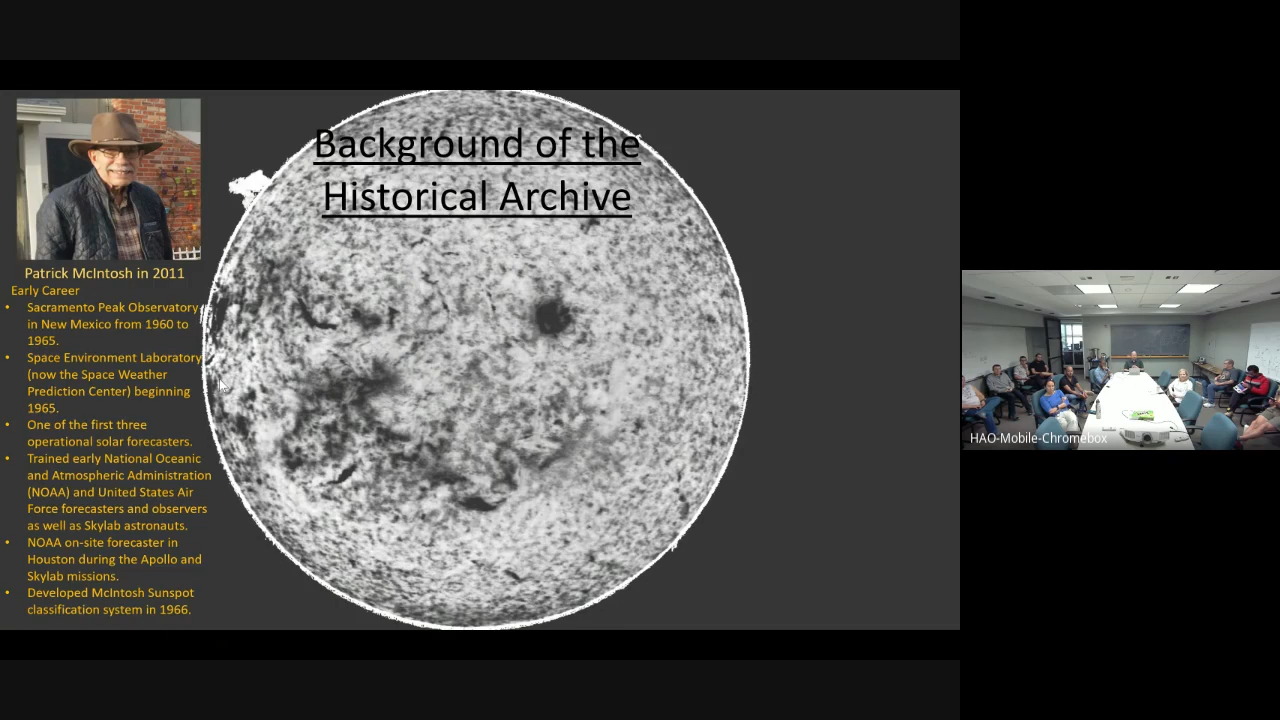 Background of the
Historical Archive
Patrick McIntosh in 2011
Early Career
• Sacramento Peak Observatory
in New Mexico from 1960 to
1965.
• Space Environment Laboratory
(now the Space Weather
Prediction Center) beginning
1965.
• One of the first three
operational solar forecasters.
• Trained early National Oceanic
and Atmospheric Administration
(NOAA) and United States Air
Force forecasters and observers
as well as Skylab astronauts.
• NOAA on-site forecaster in
Houston during the Apollo and
Skylab missions.
• Developed McIntosh Sunspot
classification system in 1966.
HAO-Mobile-Chromebox